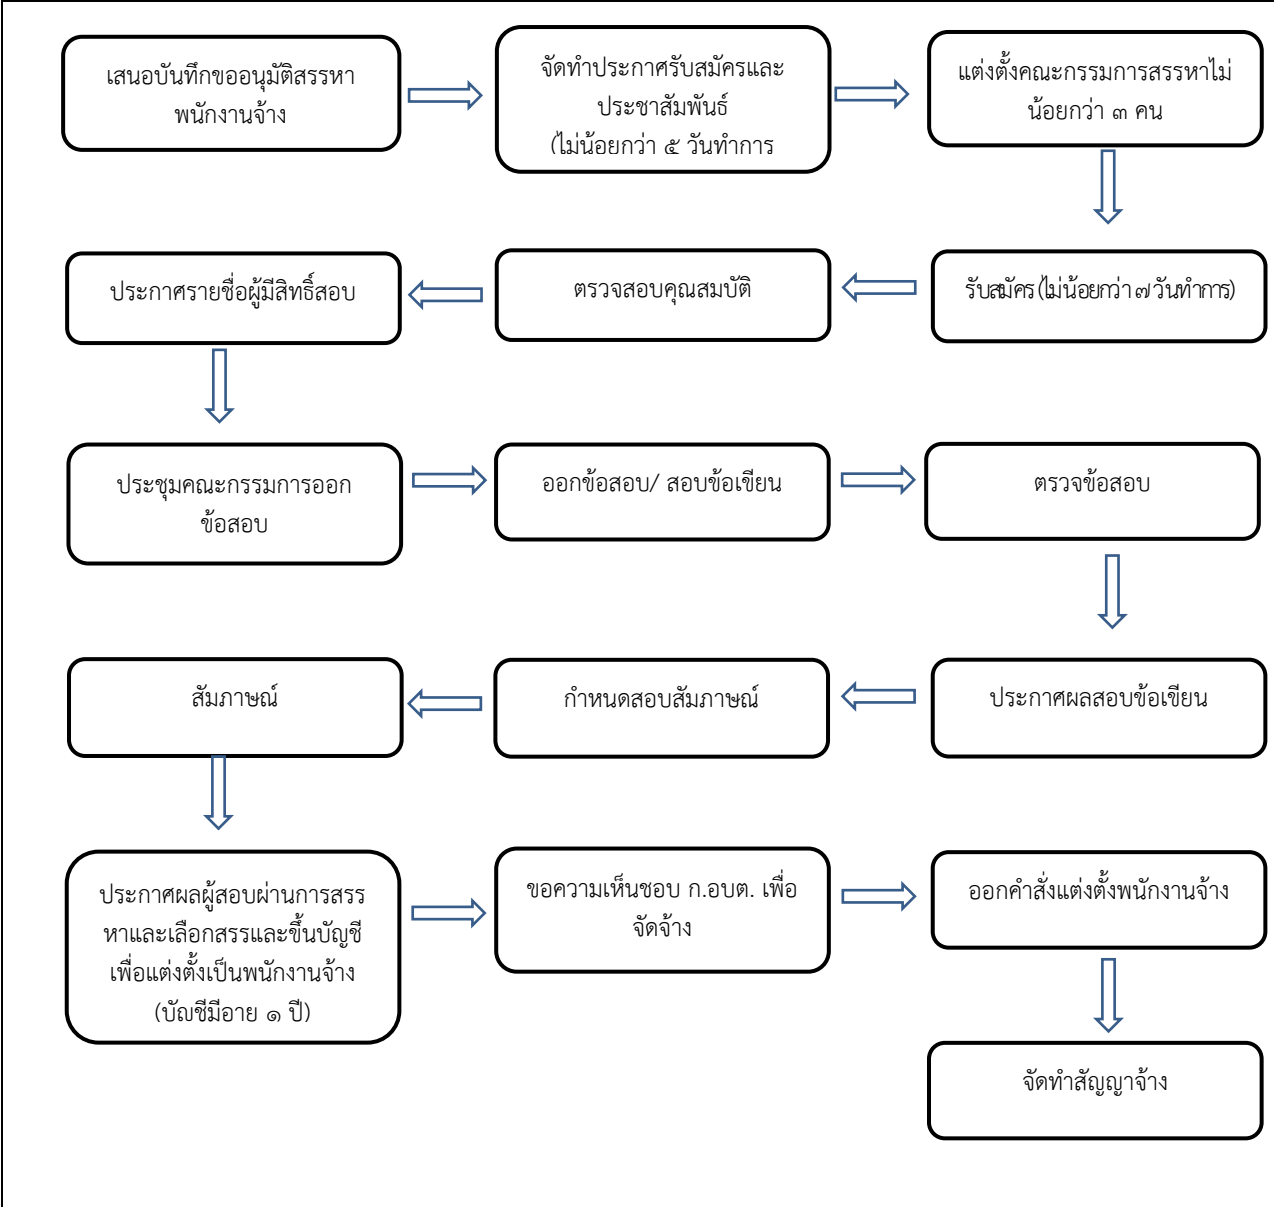 เสนอบันทึกขออนุมัติสรรหา
พนักงานจ้าง
จัดทำประกาศรับสมัครและ
ประชาสัมพันธ์
(ไม่น้อยกว่า ๕ วันทำการ
แต่งตั้งคณะกรรมการสรรหาไม่
น้อยกว่า ๓ คน
รับสมัคร (ไม่น้อยกว่า ๗ วันทำการ)
ตรวจสอบคุณสมบัติ
ประกาศรายชื่อผู้มีสิทธิ์สอบ
ประชุมคณะกรรมการออก
ข้อสอบ
ออกข้อสอบ/ สอบข้อเขียน
ตรวจข้อสอบ
ประกาศผลสอบข้อเขียน
กำหนดสอบสัมภาษณ์
สัมภาษณ์
ประกาศผลผู้สอบผ่านการสรร
หาและเลือกสรรและขึ้นบัญชี
เพื่อแต่งตั้งเป็นพนักงานจ้าง
(บัญชีมีอาย ๑ ปี)
ขอความเห็นชอบ ก.อบต. เพื่อ
จัดจ้าง
ออกคำสั่งแต่งตั้งพนักงานจ้าง
จัดทำสัญญาจ้าง